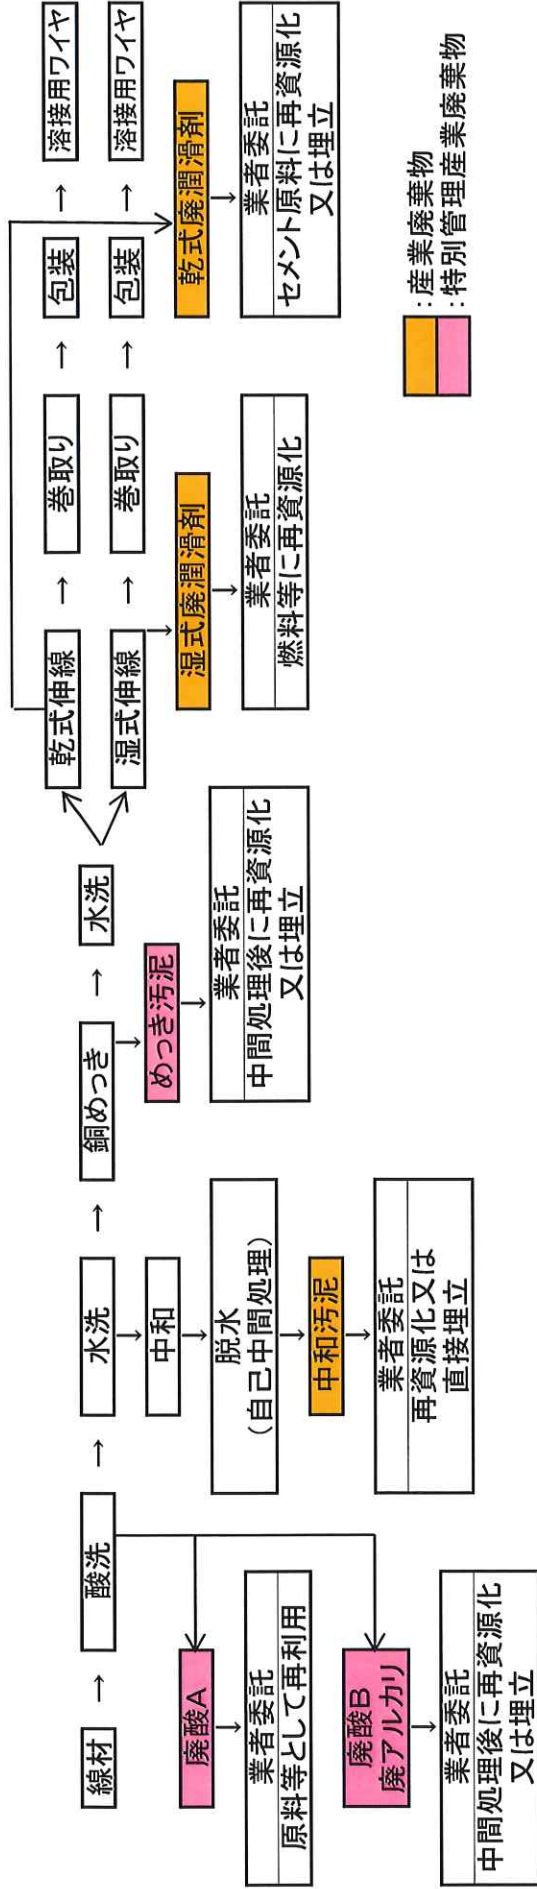 線材 → 酸洗 → 水洗 → 銅めっき → 水洗
乾式伸線 → 巻取り → 包装 → 溶接用ワイヤ
湿式伸線 → 巻取り → 包装 → 溶接用ワイヤ
廃酸A
業者委託
原料等として再利用
廃酸B
廃アルカリ
業者委託
中間処理後に再資源化
又は埋立
中和
脱水
(自己中間処理)
中和汚泥
業者委託
再資源化又は
直接埋立
めっき汚泥
業者委託
中間処理後に再資源化
又は埋立
湿式廃潤滑剤
業者委託
燃料等に再資源化
乾式廃潤滑剤
業者委託
セメント原料に再資源化
又は埋立
:産業廃棄物
:特別管理産業廃棄物